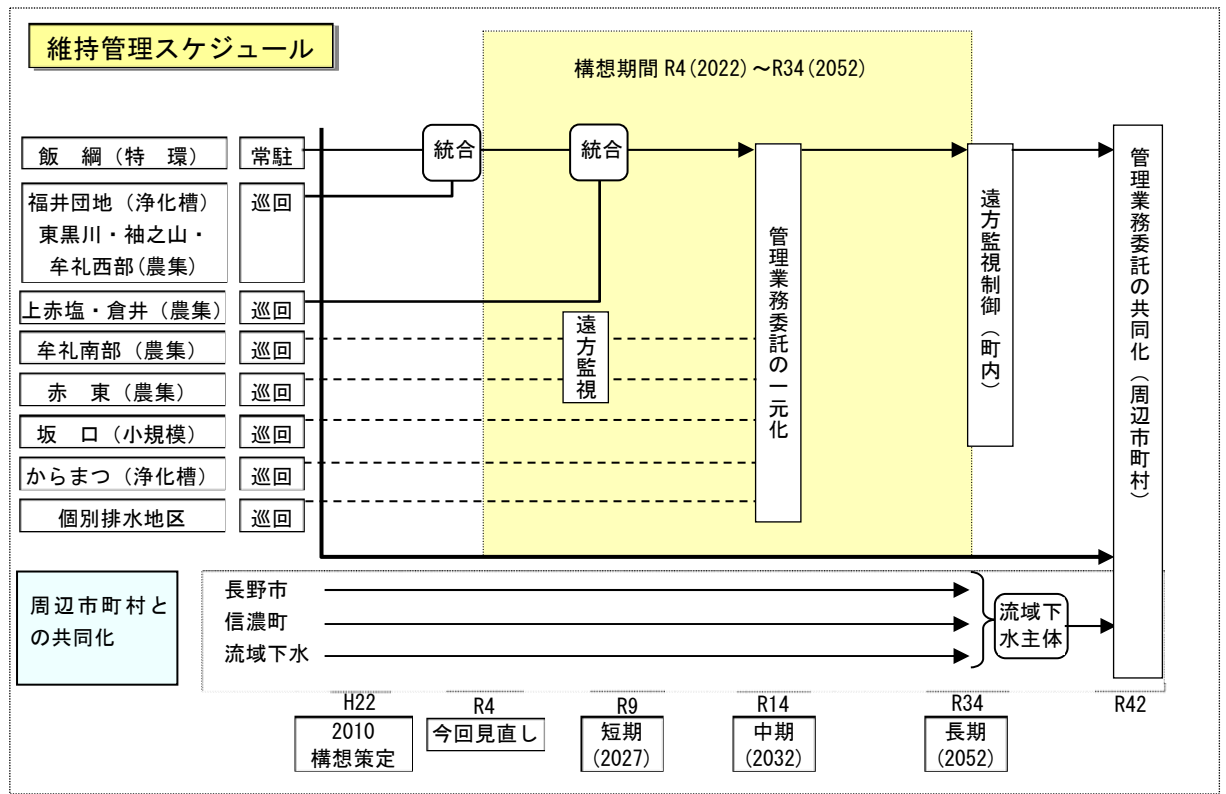 維持管理スケジュール
構想期間 R4(2022)～R34(2052)
飯　綱（特　環）
常駐
統合
統合
福井団地（浄化槽）
東黒川・袖之山・
牟礼西部(農集)
巡回
上赤塩・倉井（農集）
巡回
牟礼南部（農集）
巡回
赤　東（農集）
巡回
坂　口（小規模）
巡回
からまつ（浄化槽）
巡回
個別排水地区
巡回
遠方監視
管理業務委託の一元化
遠方監視制御（町内）
管理業務委託の共同化（周辺市町村）
周辺市町村と
の共同化
長野市
信濃町
流域下水
流域下
水主体
H22
R4
R9
R14
R34
R42
2010
構想策定
今回見直し
短期
(2027)
中期
(2032)
長期
(2052)